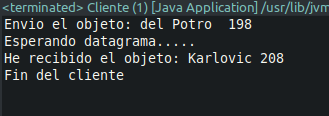 <terminated> Cliente (1) [Java Application] /usr/lib/jvm
Envio el objeto: del Potro  198
Esperando datagrama.....
He recibido el objeto: Karlovic 208
Fin del cliente